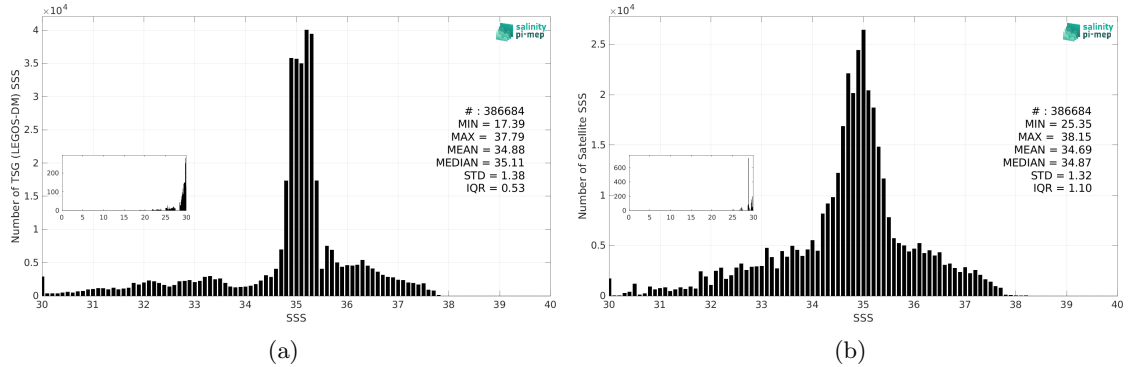 ×10⁴
salinity
pi-mep
Number of TSG (LEGOS-DM) SSS
4
3.5
3
2.5
2
1.5
1
0.5
0
# : 386684
MIN = 17.39
MAX = 37.79
MEAN = 34.88
MEDIAN = 35.11
STD = 1.38
IQR = 0.53
200
100
0
0 5 10 15 20 25 30
30 31 32 33 34 35 36 37 38 39 40
SSS
(a)
×10⁴
salinity
pi-mep
Number of Satellite SSS
2.5
2
1.5
1
0.5
0
# : 386684
MIN = 25.35
MAX = 38.15
MEAN = 34.69
MEDIAN = 34.87
STD = 1.32
IQR = 1.10
600
400
200
0
0 5 10 15 20 25 30
30 31 32 33 34 35 36 37 38 39 40
SSS
(b)